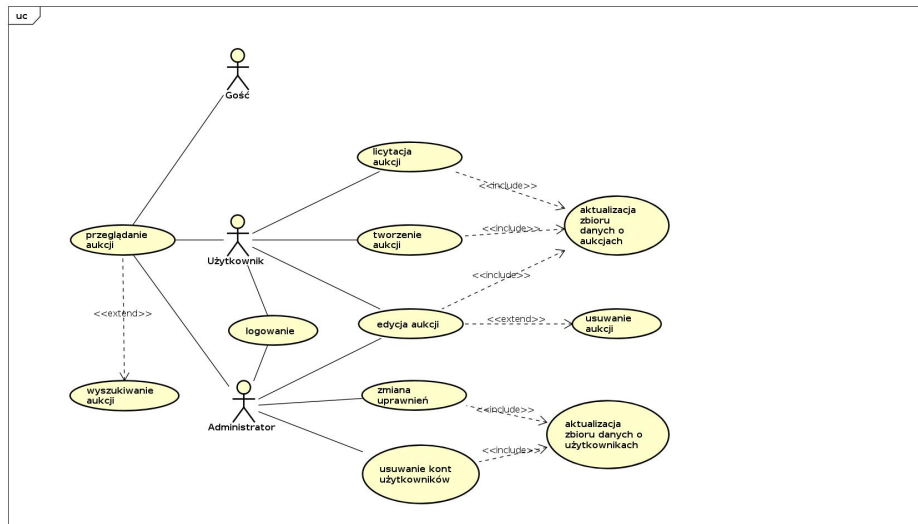 uc
Gość
licytacja
aukcji
<<include>>
aktualizacja
zbioru
danych o
aukcjach
przeglądanie
aukcji
Użytkownik
tworzenie
aukcji
<<include>>
<<include>>
<<extend>>
logowanie
edycja aukcji
<<extend>>
usuwanie
aukcji
wyszukiwanie
aukcji
Administrator
zmiana
uprawnień
<<include>>
aktualizacja
zbioru danych o
użytkownikach
usuwanie kont
użytkowników
<<include>>